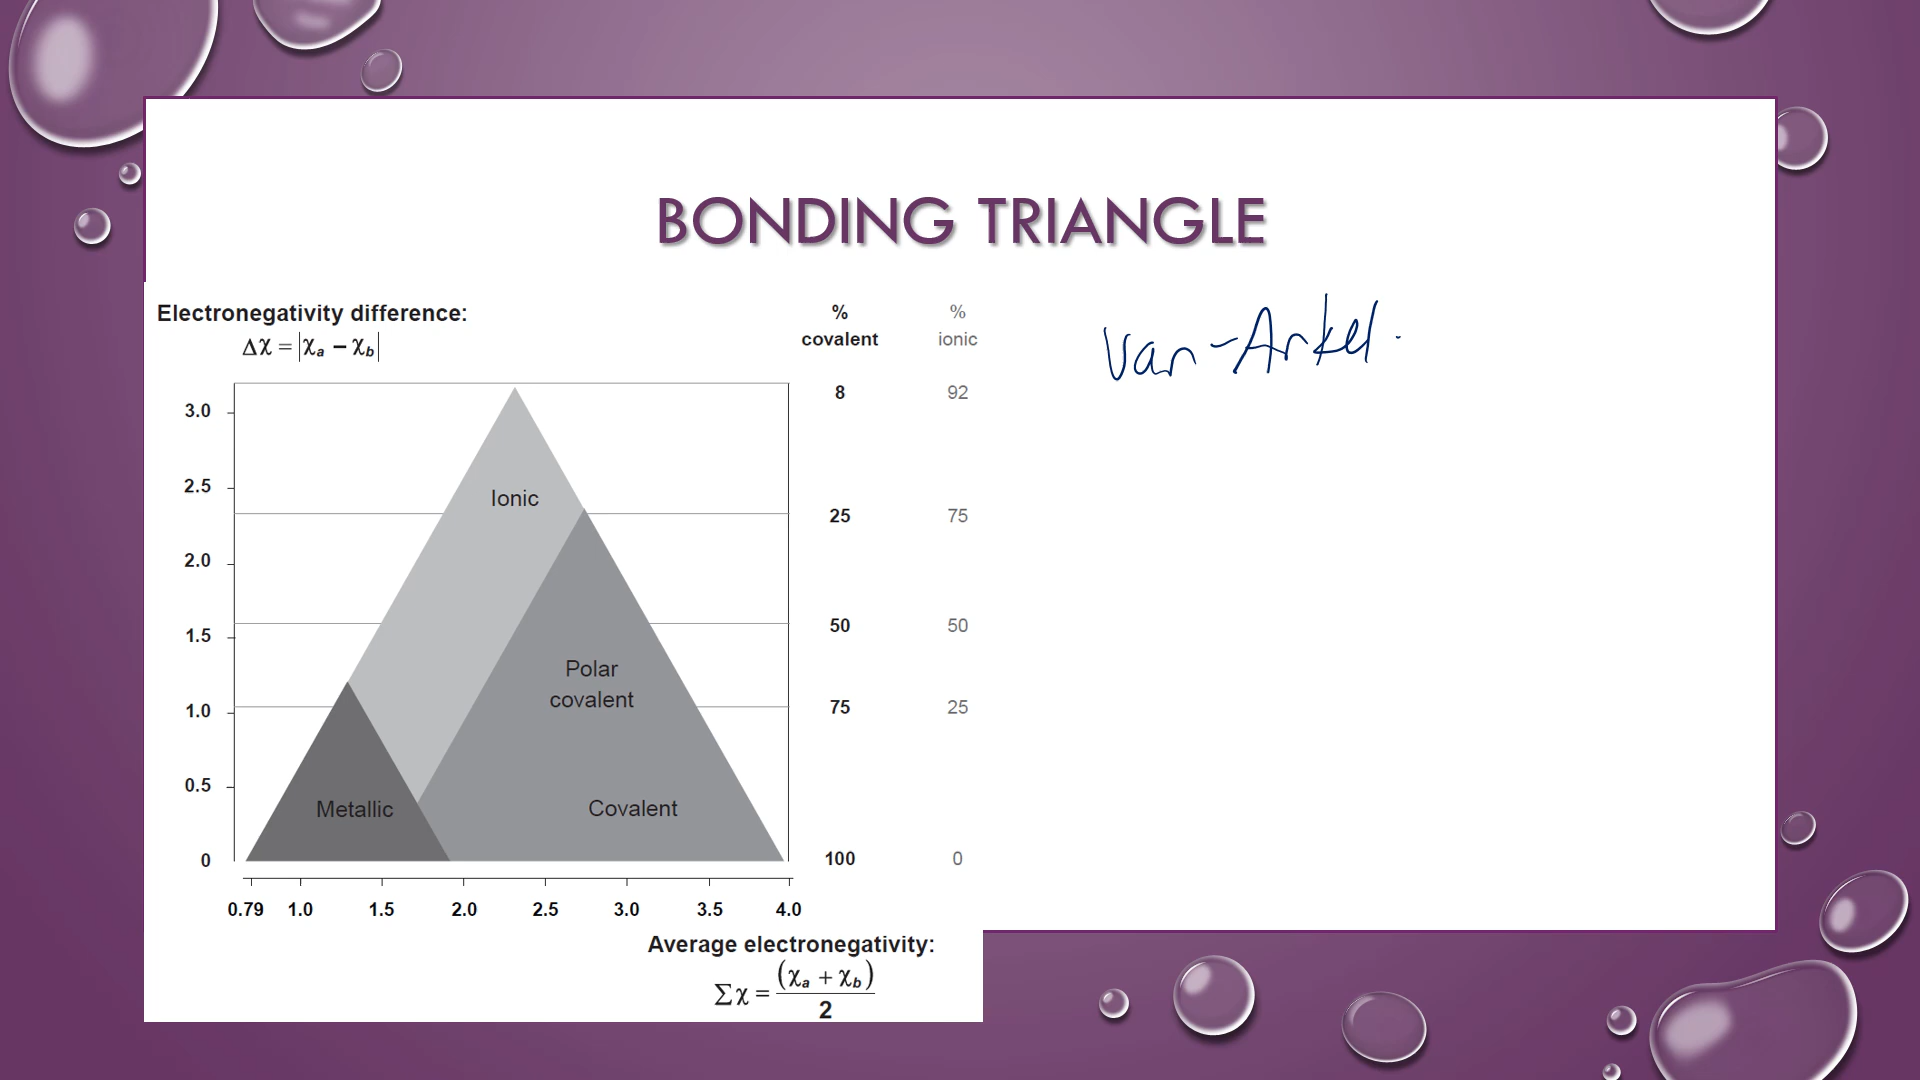 BONDING TRIANGLE
Electronegativity difference:
Δχ = |χa − χb|
% covalent
% ionic
van-Arkel.
3.0
2.5
2.0
1.5
1.0
0.5
0
Ionic
Polar
covalent
Metallic
Covalent
8 92
25 75
50 50
75 25
100 0
0.79 1.0 1.5 2.0 2.5 3.0 3.5 4.0
Average electronegativity:
∑χ = (χa + χb) / 2